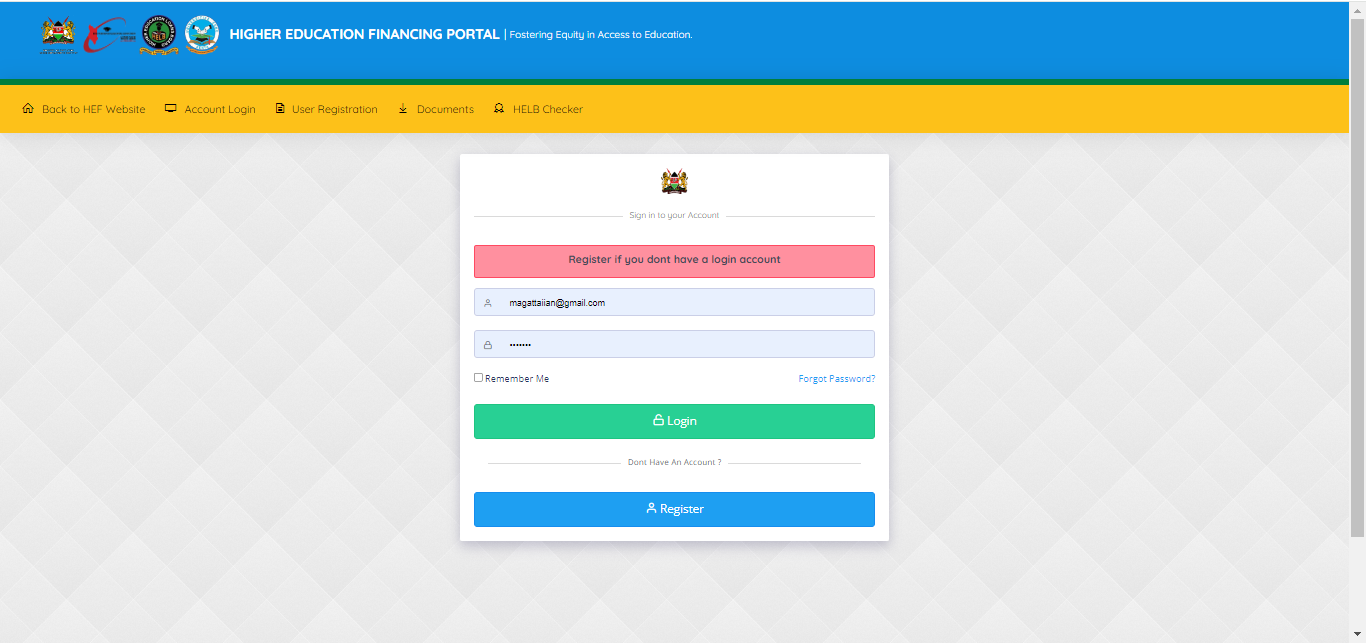 HIGHER EDUCATION FINANCING PORTAL | Fostering Equity in Access to Education.
Back to HEF Website Account Login User Registration Documents HELB Checker
Sign in to your Account
Register if you dont have a login account
magattaiian@gmail.com
•••••••
Remember Me Forgot Password?
Login
Dont Have An Account ?
Register